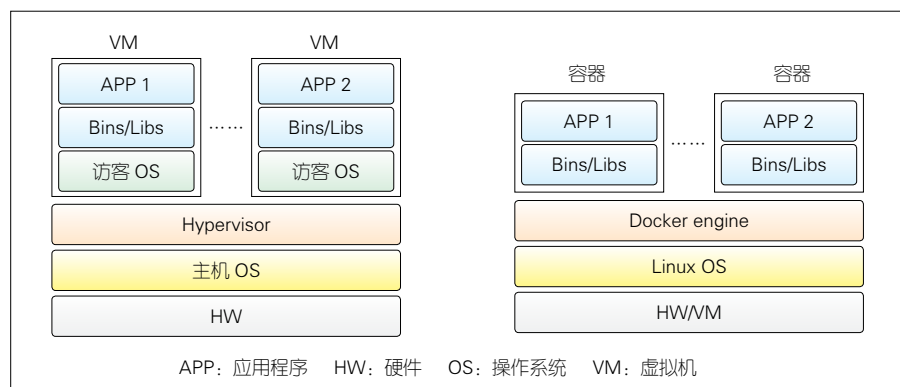 VM VM
APP 1 APP 2
Bins/Libs …… Bins/Libs
访客 OS 访客 OS
Hypervisor
主机 OS
HW
容器 容器
APP 1 APP 2
Bins/Libs …… Bins/Libs
Docker engine
Linux OS
HW/VM
APP：应用程序 HW：硬件 OS：操作系统 VM：虚拟机